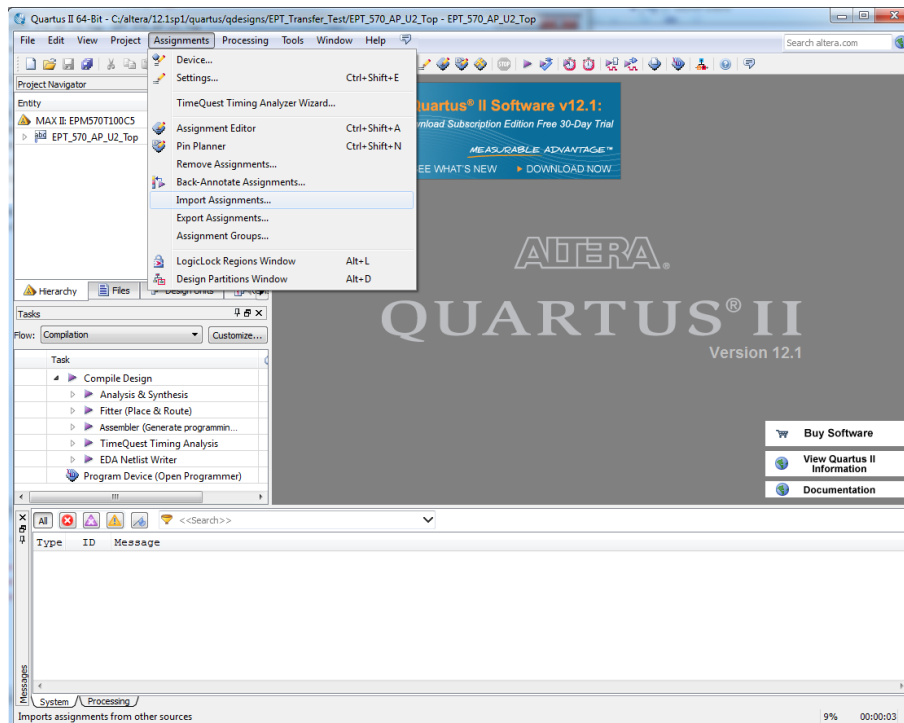 Quartus II 64-Bit - C:/altera/12.1sp1/quartus/qdesigns/EPT_Transfer_Test/EPT_570_AP_U2_Top - EPT_570_AP_U2_Top
File Edit View Project Assignments Processing Tools Window Help
Search altera.com
Device...
Settings... Ctrl+Shift+E
TimeQuest Timing Analyzer Wizard...
Assignment Editor Ctrl+Shift+A
Pin Planner Ctrl+Shift+N
Remove Assignments...
Back-Annotate Assignments...
Import Assignments...
Export Assignments...
Assignment Groups...
LogicLock Regions Window Alt+L
Design Partitions Window Alt+D
Project Navigator
Entity
MAX II: EPM570T100C5
EPT_570_AP_U2_Top
Hierarchy Files Design Units
uartus® II Software v12.1:
nload Subscription Edition Free 30-Day Trial
MEASURABLE ADVANTAGE™
EE WHAT'S NEW DOWNLOAD NOW
ALTERA®
QUARTUS® II
Version 12.1
Tasks
Flow: Compilation Customize...
Task
Compile Design
Analysis & Synthesis
Fitter (Place & Route)
Assembler (Generate programmin...
TimeQuest Timing Analysis
EDA Netlist Writer
Program Device (Open Programmer)
Buy Software
View Quartus II
Information
Documentation
All <<Search>>
Type ID Message
Messages
System Processing
Imports assignments from other sources 9% 00:00:03